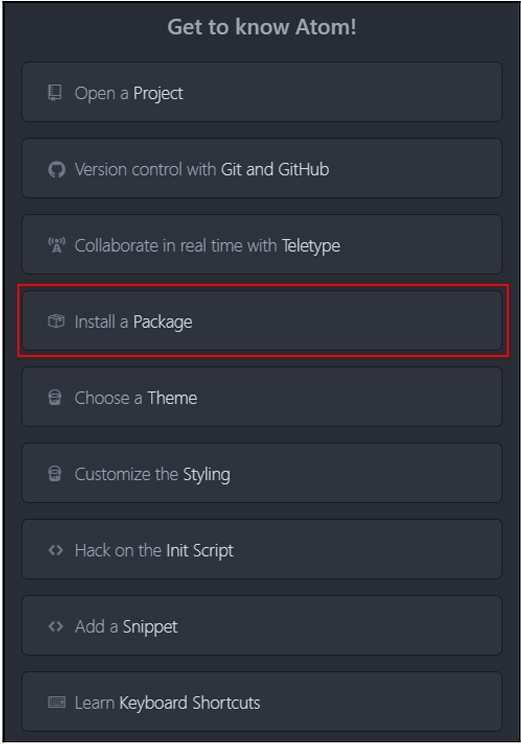 Get to know Atom!
Open a Project
Version control with Git and GitHub
Collaborate in real time with Teletype
Install a Package
Choose a Theme
Customize the Styling
Hack on the Init Script
Add a Snippet
Learn Keyboard Shortcuts